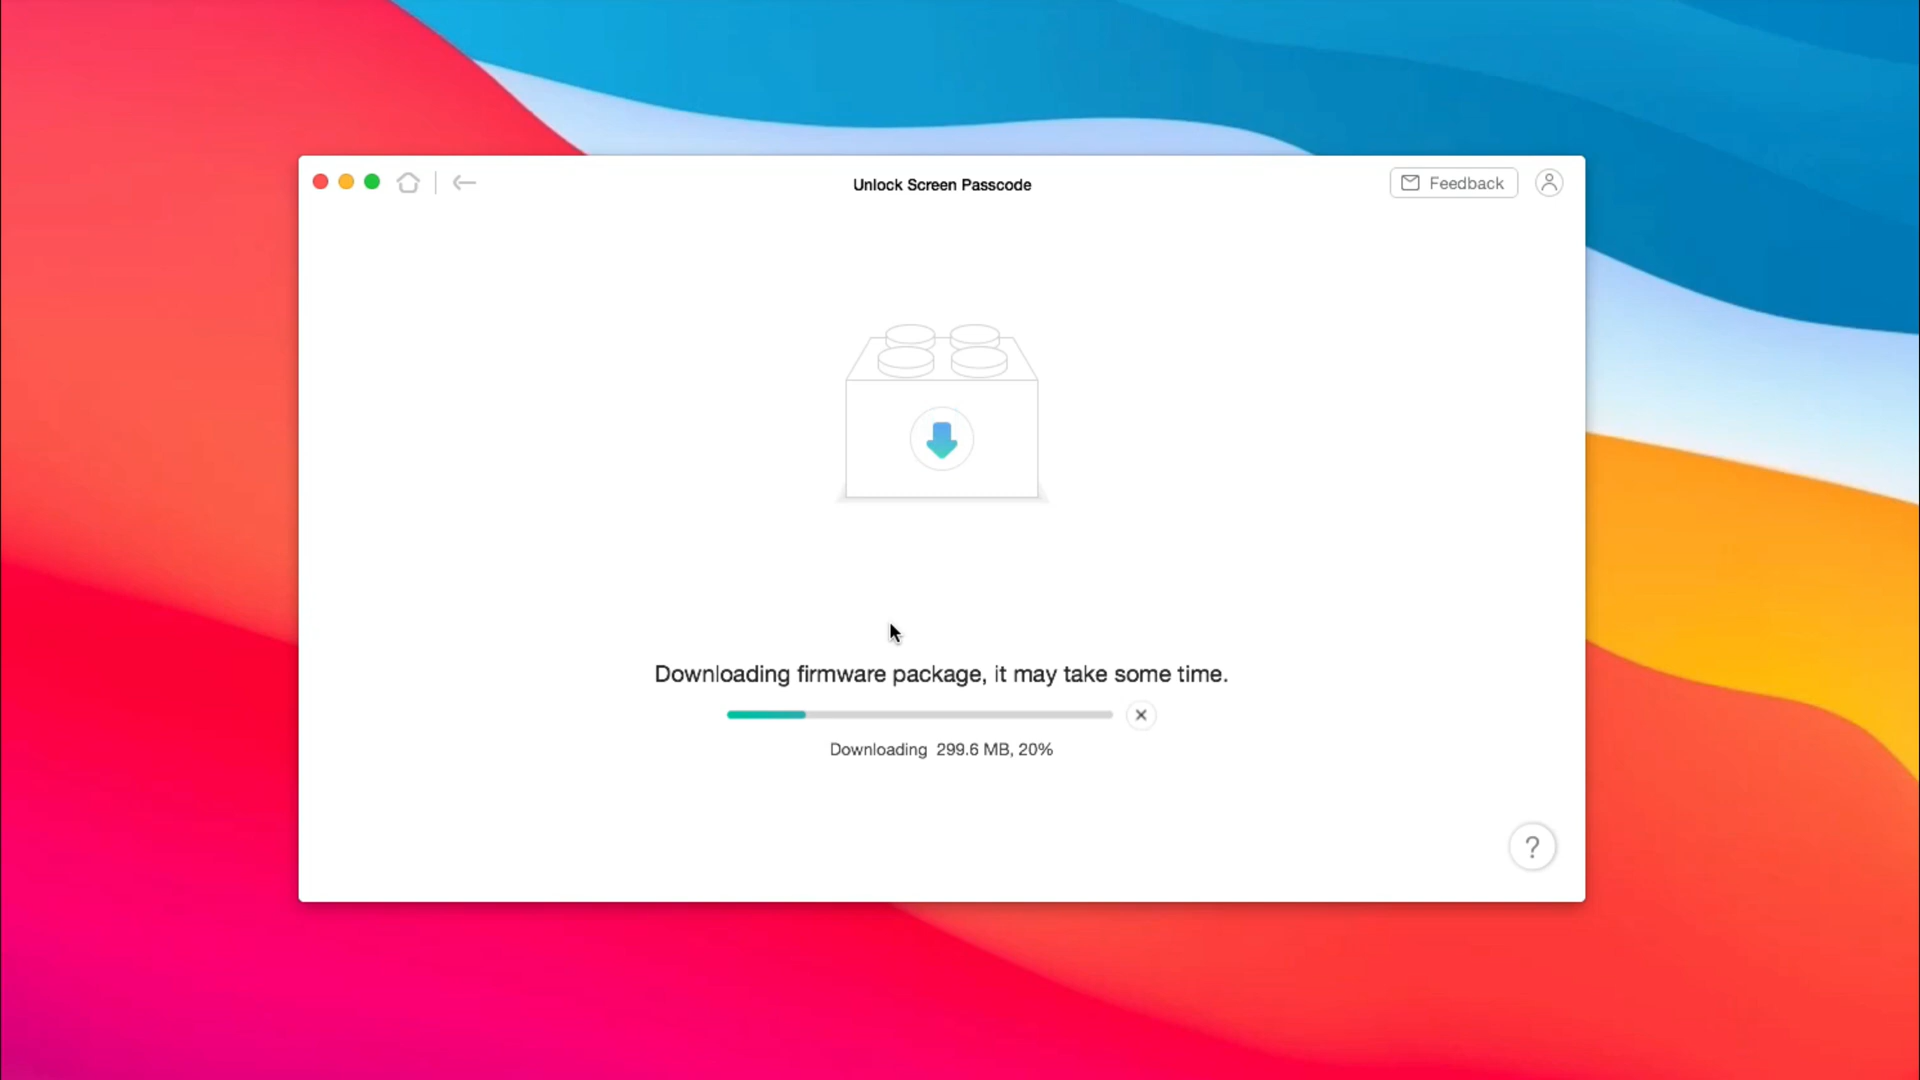 Unlock Screen Passcode
Feedback
Downloading firmware package, it may take some time.
Downloading 299.6 MB, 20%
?